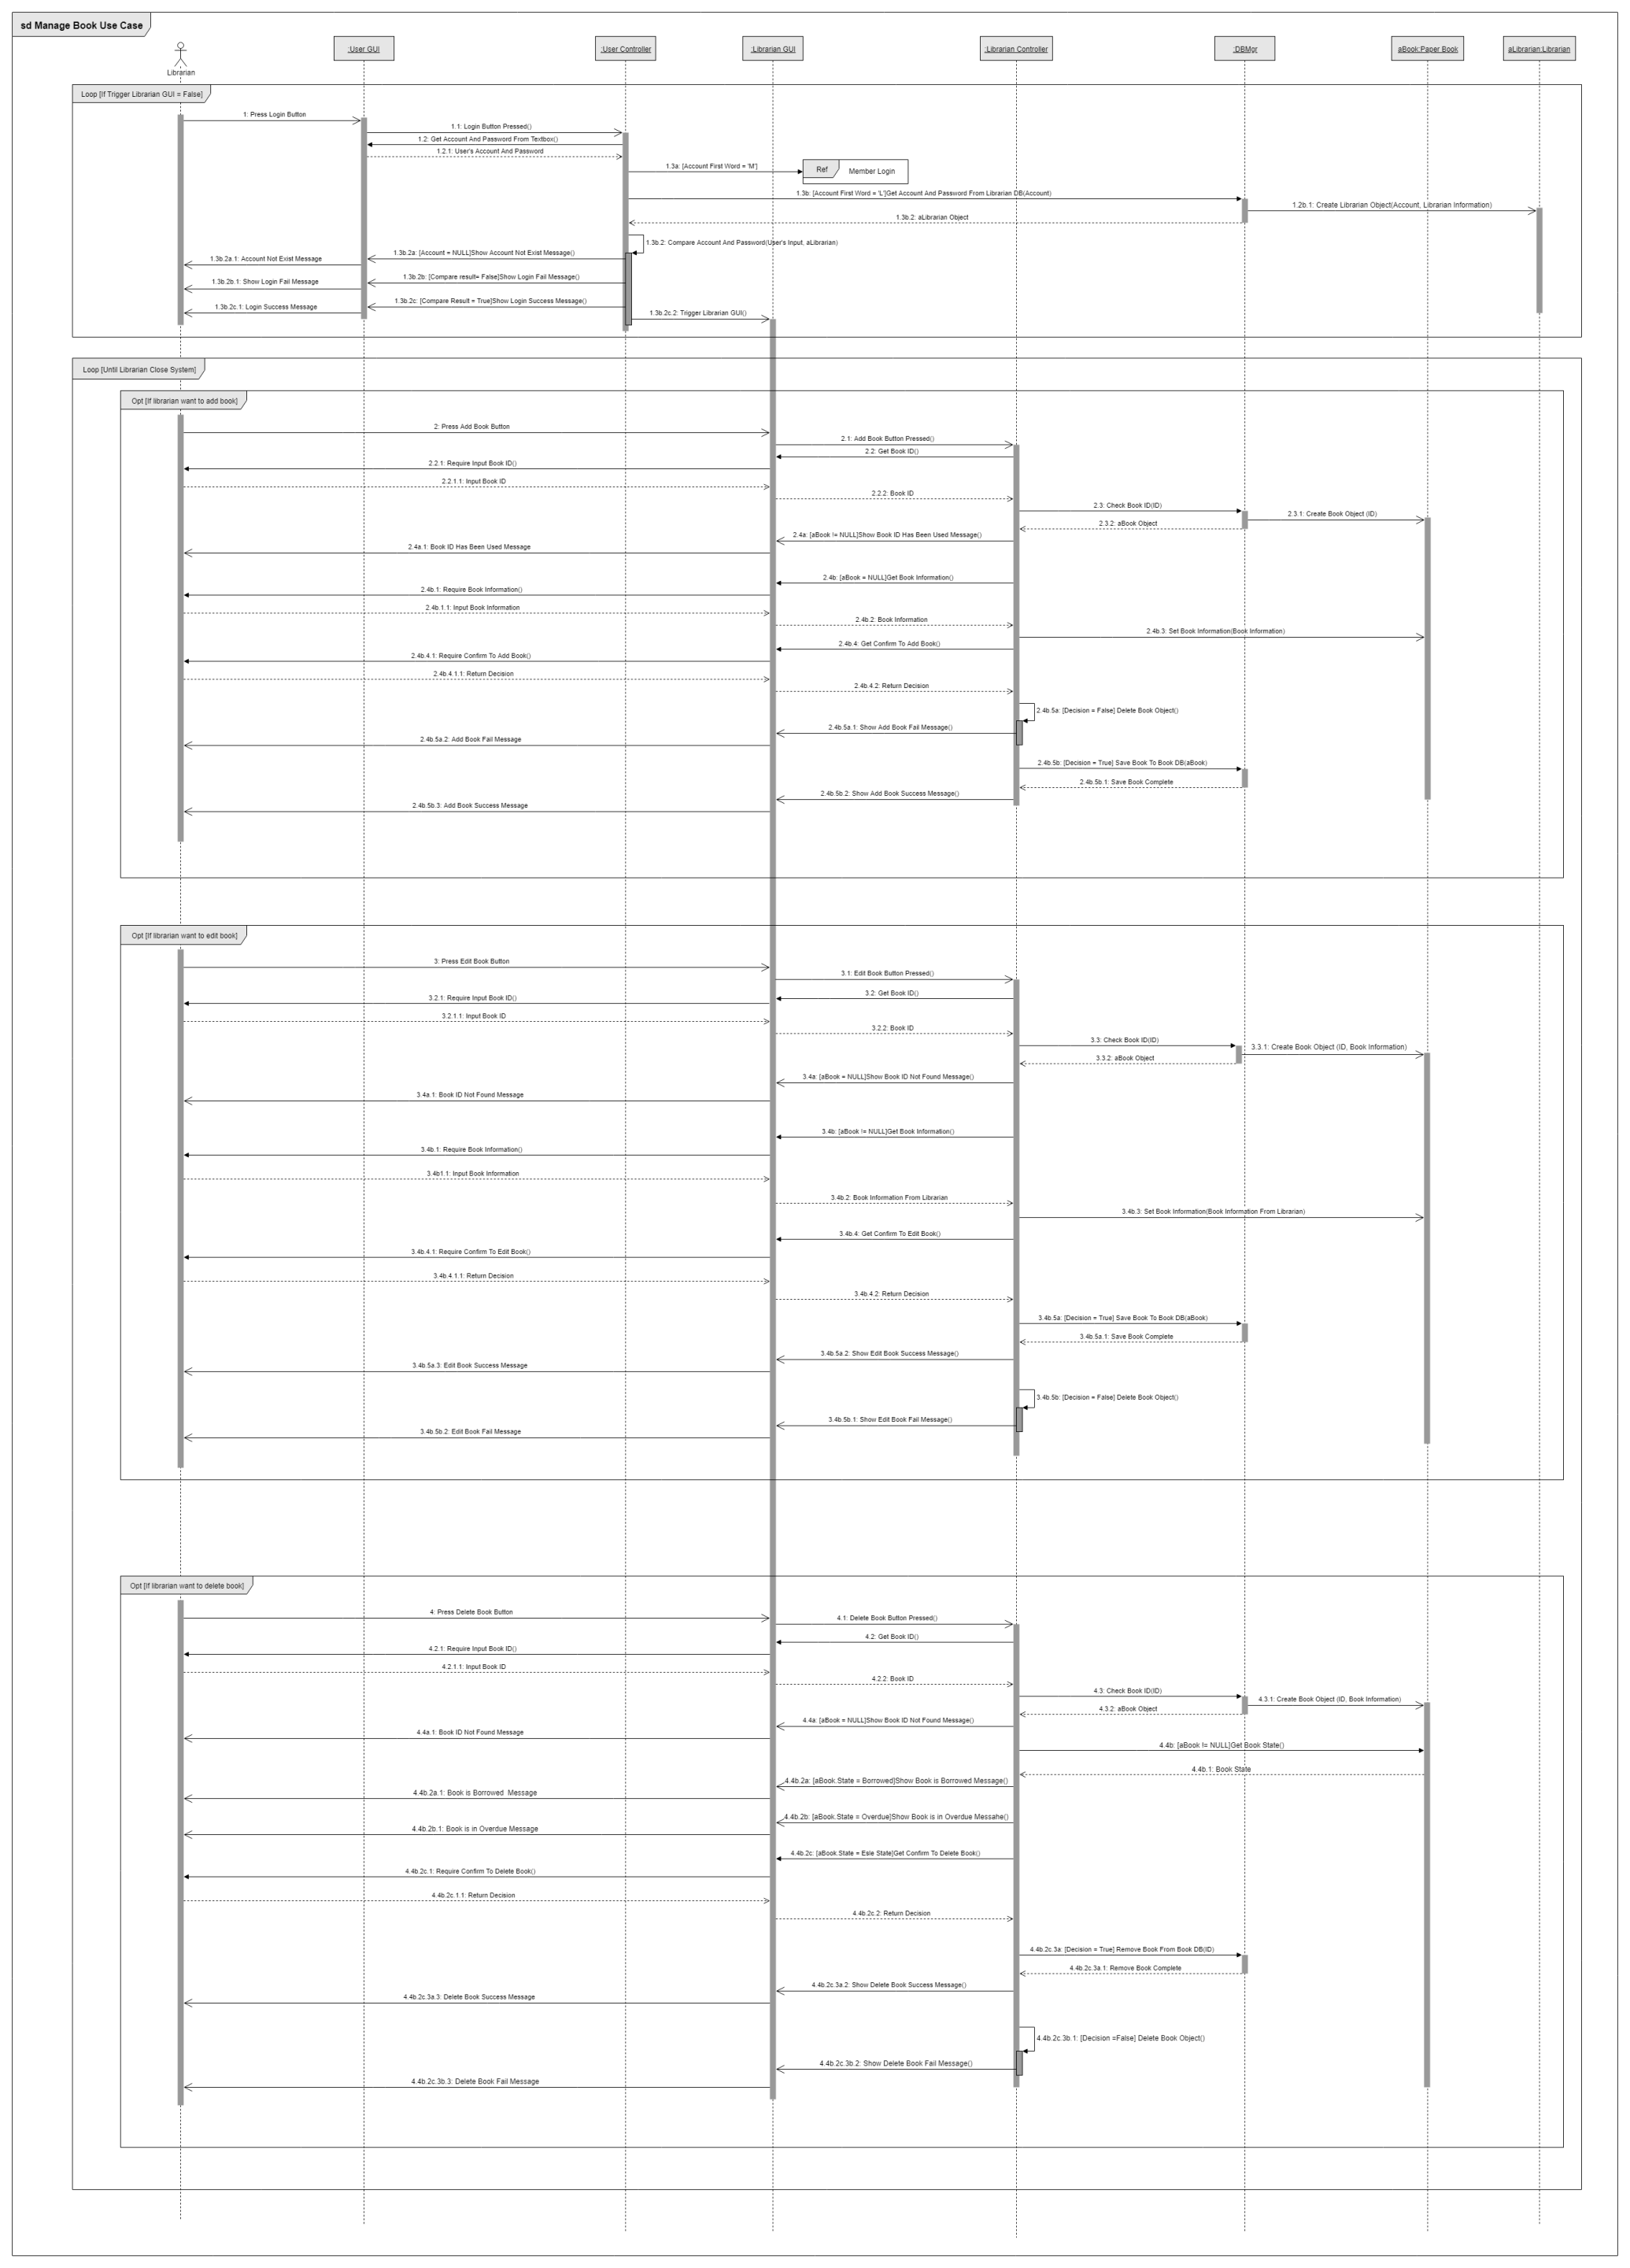 sd Manage Book Use Case
Librarian
:User GUI
:User Controller
:Librarian GUI
:Librarian Controller
:DBMgr
aBook:Paper Book
aLibrarian:Librarian
Loop [If Trigger Librarian GUI = False]
1: Press Login Button
1.1: Login Button Pressed()
1.2: Get Account And Password From Textbox()
1.2.1: User's Account And Password
1.3a: [Account First Word = 'M']
Ref
Member Login
1.3b: [Account First Word = 'L']Get Account And Password From Librarian DB(Account)
1.2b.1: Create Librarian Object(Account, Librarian Information)
1.3b.2: aLibrarian Object
1.3b.2: Compare Account And Password(User's Input, aLibrarian)
1.3b.2a: [Account = NULL]Show Account Not Exist Message()
1.3b.2a.1: Account Not Exist Message
1.3b.2b: [Compare result= False]Show Login Fail Message()
1.3b.2b.1: Show Login Fail Message
1.3b.2c: [Compare Result = True]Show Login Success Message()
1.3b.2c.1: Login Success Message
1.3b.2c.2: Trigger Librarian GUI()
Loop [Until Librarian Close System]
Opt [If librarian want to add book]
2: Press Add Book Button
2.1: Add Book Button Pressed()
2.2: Get Book ID()
2.2.1: Require Input Book ID()
2.2.1.1: Input Book ID
2.2.2: Book ID
2.3: Check Book ID(ID)
2.3.1: Create Book Object (ID)
2.3.2: aBook Object
2.4a: [aBook != NULL]Show Book ID Has Been Used Message()
2.4a.1: Book ID Has Been Used Message
2.4b: [aBook = NULL]Get Book Information()
2.4b.1: Require Book Information()
2.4b.1.1: Input Book Information
2.4b.2: Book Information
2.4b.3: Set Book Information(Book Information)
2.4b.4: Get Confirm To Add Book()
2.4b.4.1: Require Confirm To Add Book()
2.4b.4.1.1: Return Decision
2.4b.4.2: Return Decision
2.4b.5a: [Decision = False] Delete Book Object()
2.4b.5a.1: Show Add Book Fail Message()
2.4b.5a.2: Add Book Fail Message
2.4b.5b: [Decision = True] Save Book To Book DB(aBook)
2.4b.5b.1: Save Book Complete
2.4b.5b.2: Show Add Book Success Message()
2.4b.5b.3: Add Book Success Message
Opt [If librarian want to edit book]
3: Press Edit Book Button
3.1: Edit Book Button Pressed()
3.2: Get Book ID()
3.2.1: Require Input Book ID()
3.2.1.1: Input Book ID
3.2.2: Book ID
3.3: Check Book ID(ID)
3.3.1: Create Book Object (ID, Book Information)
3.3.2: aBook Object
3.4a: [aBook = NULL]Show Book ID Not Found Message()
3.4a.1: Book ID Not Found Message
3.4b: [aBook != NULL]Get Book Information()
3.4b.1: Require Book Information()
3.4b1.1: Input Book Information
3.4b.2: Book Information From Librarian
3.4b.3: Set Book Information(Book Information From Librarian)
3.4b.4: Get Confirm To Edit Book()
3.4b.4.1: Require Confirm To Edit Book()
3.4b.4.1.1: Return Decision
3.4b.4.2: Return Decision
3.4b.5a: [Decision = True] Save Book To Book DB(aBook)
3.4b.5a.1: Save Book Complete
3.4b.5a.2: Show Edit Book Success Message()
3.4b.5a.3: Edit Book Success Message
3.4b.5b: [Decision = False] Delete Book Object()
3.4b.5b.1: Show Edit Book Fail Message()
3.4b.5b.2: Edit Book Fail Message
Opt [If librarian want to delete book]
4: Press Delete Book Button
4.1: Delete Book Button Pressed()
4.2: Get Book ID()
4.2.1: Require Input Book ID()
4.2.1.1: Input Book ID
4.2.2: Book ID
4.3: Check Book ID(ID)
4.3.1: Create Book Object (ID, Book Information)
4.3.2: aBook Object
4.4a: [aBook = NULL]Show Book ID Not Found Message()
4.4a.1: Book ID Not Found Message
4.4b: [aBook != NULL]Get Book State()
4.4b.1: Book State
4.4b.2a: [aBook.State = Borrowed]Show Book is Borrowed Message()
4.4b.2a.1: Book is Borrowed  Message
4.4b.2b: [aBook.State = Overdue]Show Book is in Overdue Messahe()
4.4b.2b.1: Book is in Overdue Message
4.4b.2c: [aBook.State = Esle State]Get Confirm To Delete Book()
4.4b.2c.1: Require Confirm To Delete Book()
4.4b.2c.1.1: Return Decision
4.4b.2c.2: Return Decision
4.4b.2c.3a: [Decision = True] Remove Book From Book DB(ID)
4.4b.2c.3a.1: Remove Book Complete
4.4b.2c.3a.2: Show Delete Book Success Message()
4.4b.2c.3a.3: Delete Book Success Message
4.4b.2c.3b.1: [Decision =False] Delete Book Object()
4.4b.2c.3b.2: Show Delete Book Fail Message()
4.4b.2c.3b.3: Delete Book Fail Message